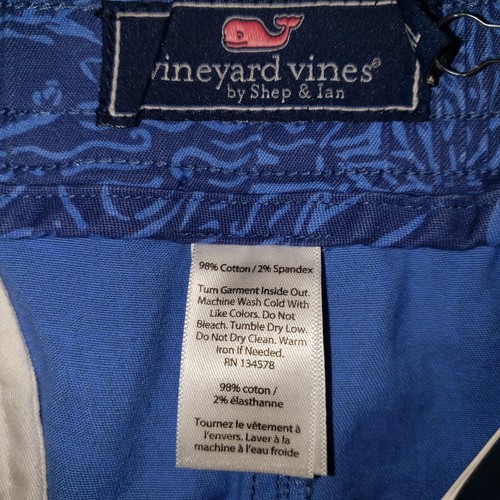 vineyard vines®
by Shep & Ian
98% Cotton / 2% Spandex
Turn Garment Inside Out.
Machine Wash Cold With
Like Colors. Do Not
Bleach. Tumble Dry Low.
Do Not Dry Clean. Warm
Iron If Needed.
RN 134578
98% coton /
2% élasthanne
Tournez le vêtement à
l'envers. Laver à la
machine à l'eau froide